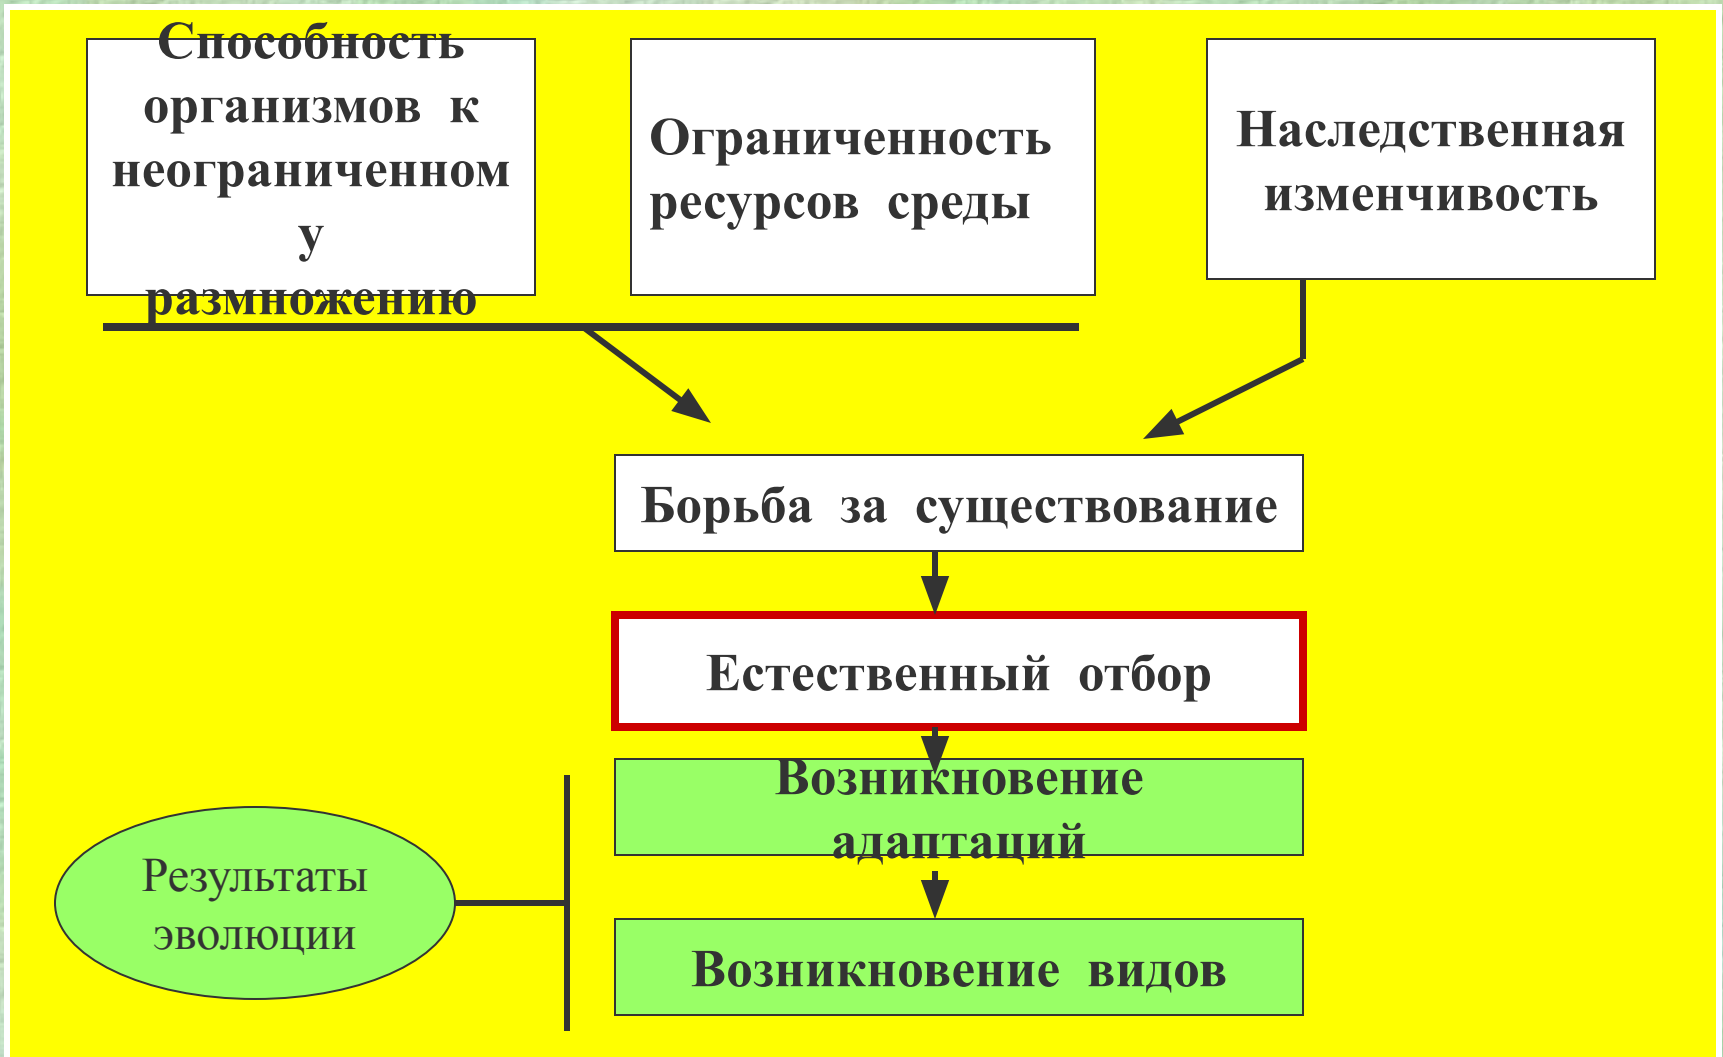 Способность
организмов к
неограниченном
у
размножению
Ограниченность
ресурсов среды
Наследственная
изменчивость
Борьба за существование
Естественный отбор
Возникновение
адаптаций
Результаты
эволюции
Возникновение видов